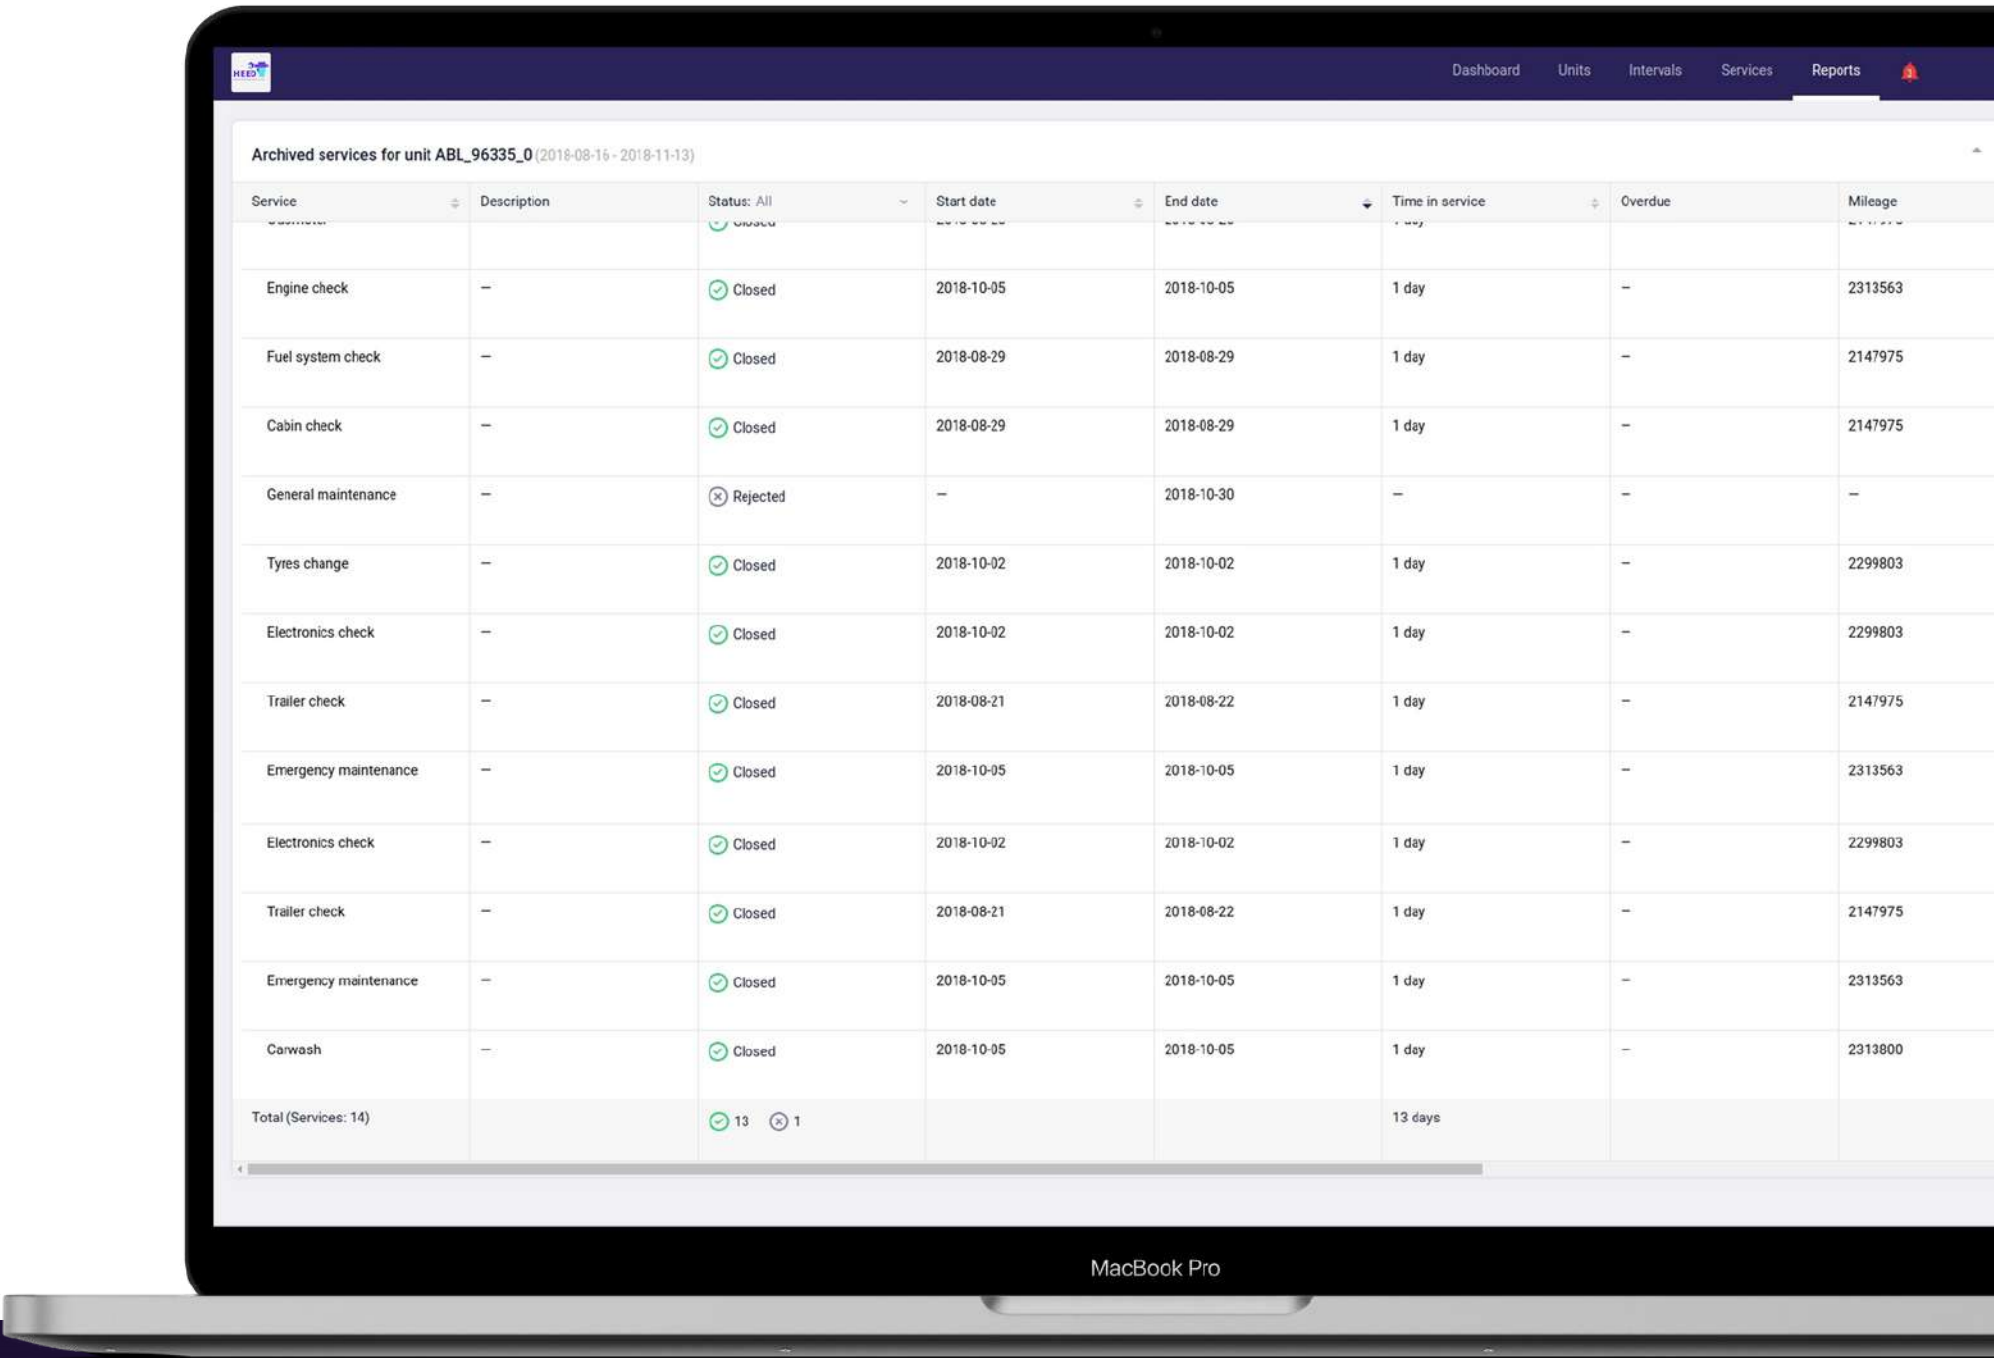 HEED
Dashboard Units Intervals Services Reports
Archived services for unit ABL_96335_0 (2018-08-16 - 2018-11-13)
Service Description Status: All Start date End date Time in service Overdue Mileage
Engine check – Closed 2018-10-05 2018-10-05 1 day – 2313563
Fuel system check – Closed 2018-08-29 2018-08-29 1 day – 2147975
Cabin check – Closed 2018-08-29 2018-08-29 1 day – 2147975
General maintenance – Rejected – 2018-10-30 – – –
Tyres change – Closed 2018-10-02 2018-10-02 1 day – 2299803
Electronics check – Closed 2018-10-02 2018-10-02 1 day – 2299803
Trailer check – Closed 2018-08-21 2018-08-22 1 day – 2147975
Emergency maintenance – Closed 2018-10-05 2018-10-05 1 day – 2313563
Electronics check – Closed 2018-10-02 2018-10-02 1 day – 2299803
Trailer check – Closed 2018-08-21 2018-08-22 1 day – 2147975
Emergency maintenance – Closed 2018-10-05 2018-10-05 1 day – 2313563
Carwash – Closed 2018-10-05 2018-10-05 1 day – 2313800
Total (Services: 14) 13 1 13 days
MacBook Pro